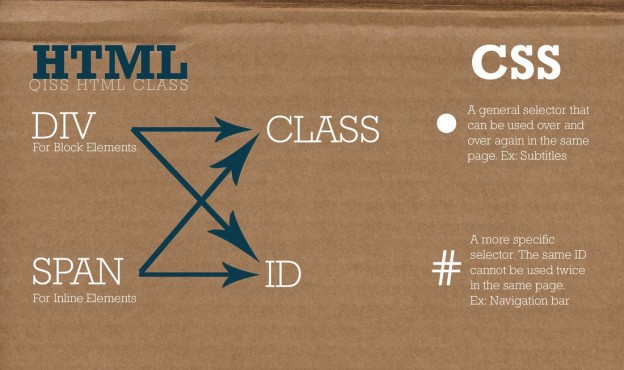 HTML
QISS HTML CLASS
DIV
For Block Elements
SPAN
For Inline Elements
CLASS
ID
CSS
A general selector that
can be used over and
over again in the same
page. Ex: Subtitles
#
A more specific
selector. The same ID
cannot be used twice
in the same page.
Ex: Navigation bar